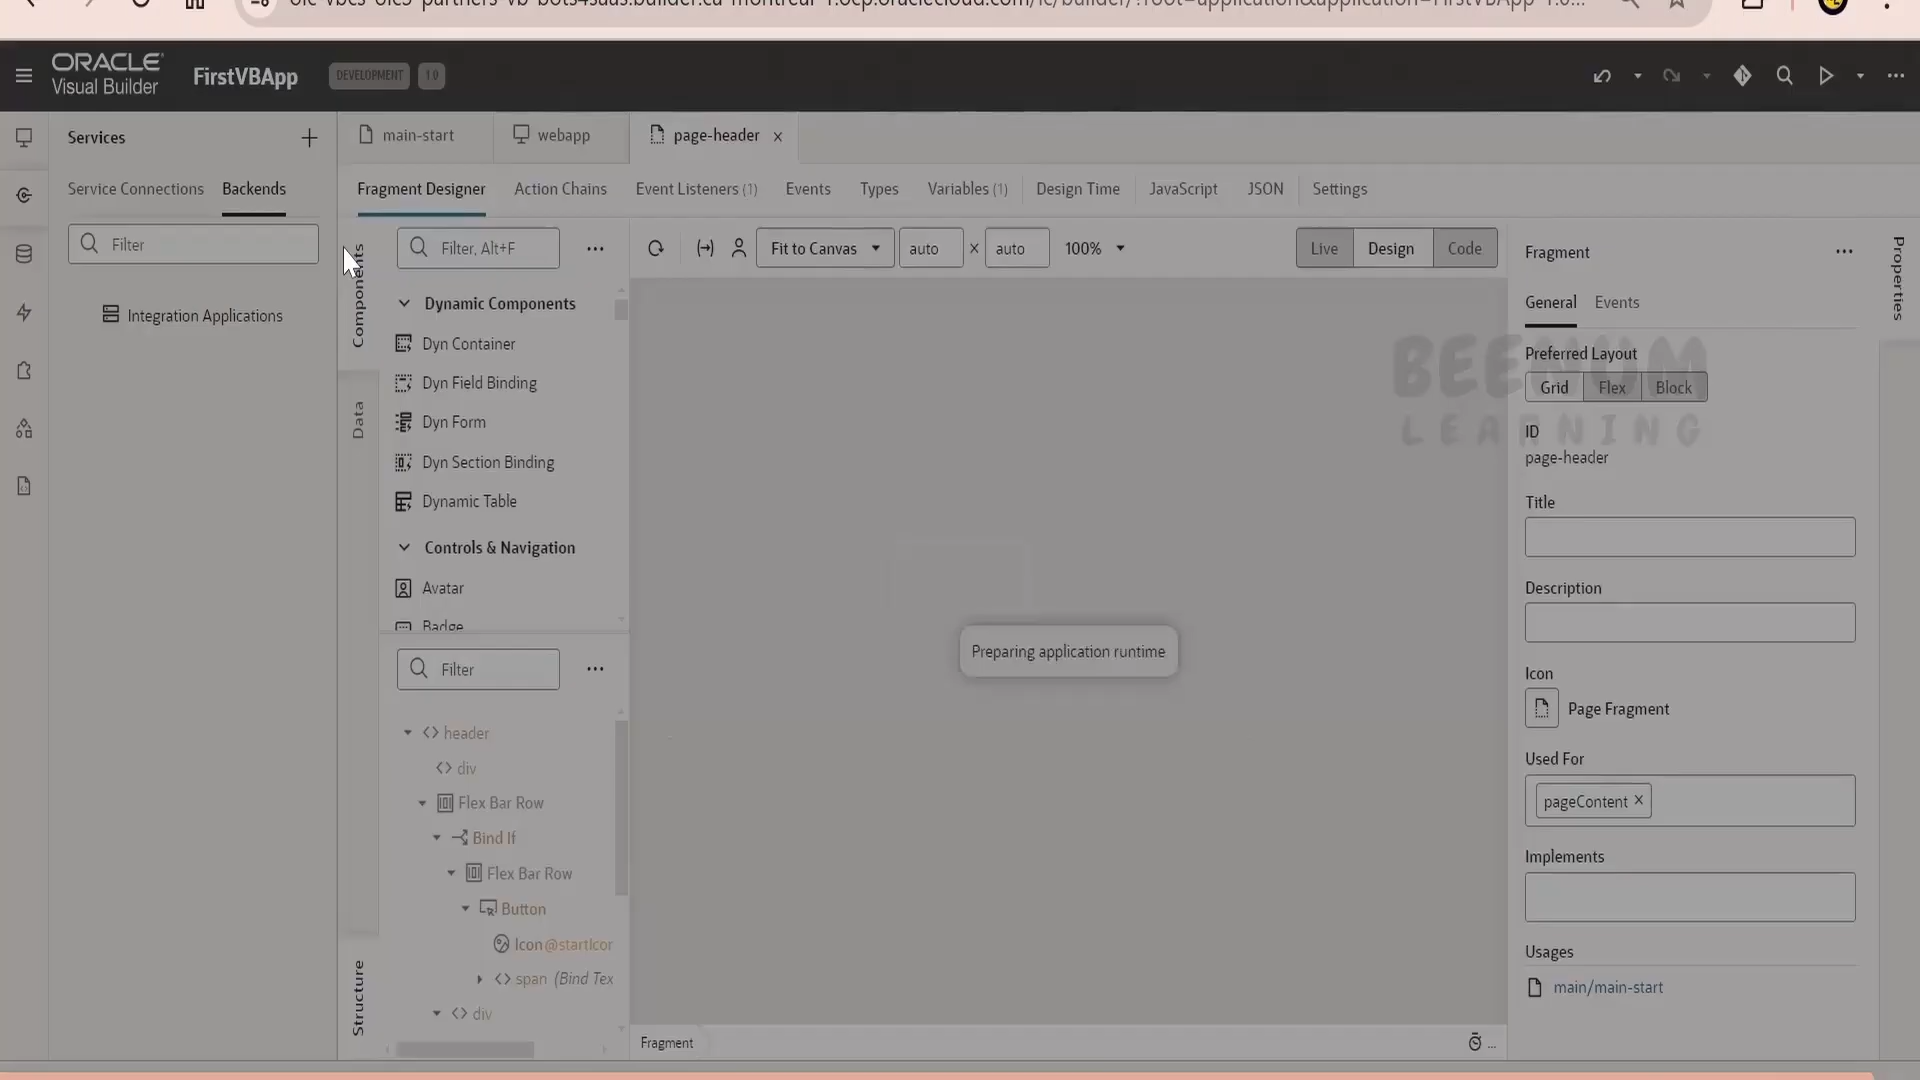 ORACLE
Visual Builder
FirstVBApp
DEVELOPMENT
1.0
Services
main-start
webapp
page-header
Service Connections
Backends
Fragment Designer
Action Chains
Event Listeners (1)
Events
Types
Variables (1)
Design Time
JavaScript
JSON
Settings
Filter
Integration Applications
Components
Data
Structure
Filter, Alt+F
Fit to Canvas
auto
×
auto
100%
Live
Design
Code
Dynamic Components
Dyn Container
Dyn Field Binding
Dyn Form
Dyn Section Binding
Dynamic Table
Controls & Navigation
Avatar
Badge
Filter
header
div
Flex Bar Row
Bind If
Flex Bar Row
Button
Icon @startIcon
span (Bind Tex
div
Preparing application runtime
Fragment
Fragment
Properties
General
Events
Preferred Layout
Grid
Flex
Block
BEENUM
LEARNING
ID
page-header
Title
Description
Icon
Page Fragment
Used For
pageContent
Implements
Usages
main/main-start